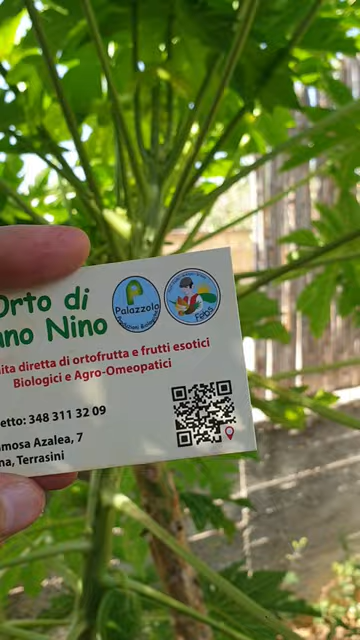 Orto di
ano Nino
Palazzolo
Febs
ita diretta di ortofrutta e frutti esotici
Biologici e Agro-Omeopatici
etto: 348 311 32 09
mosa Azalea, 7
na, Terrasini